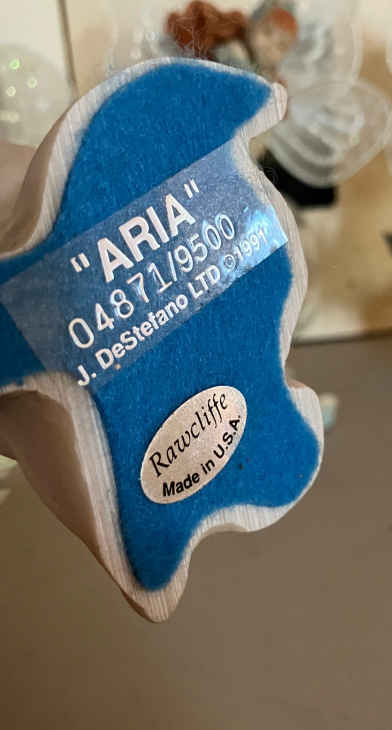 "ARIA"
04871/9500
J. DeStefano LTD ©1991
Rawcliffe
Made in U.S.A.